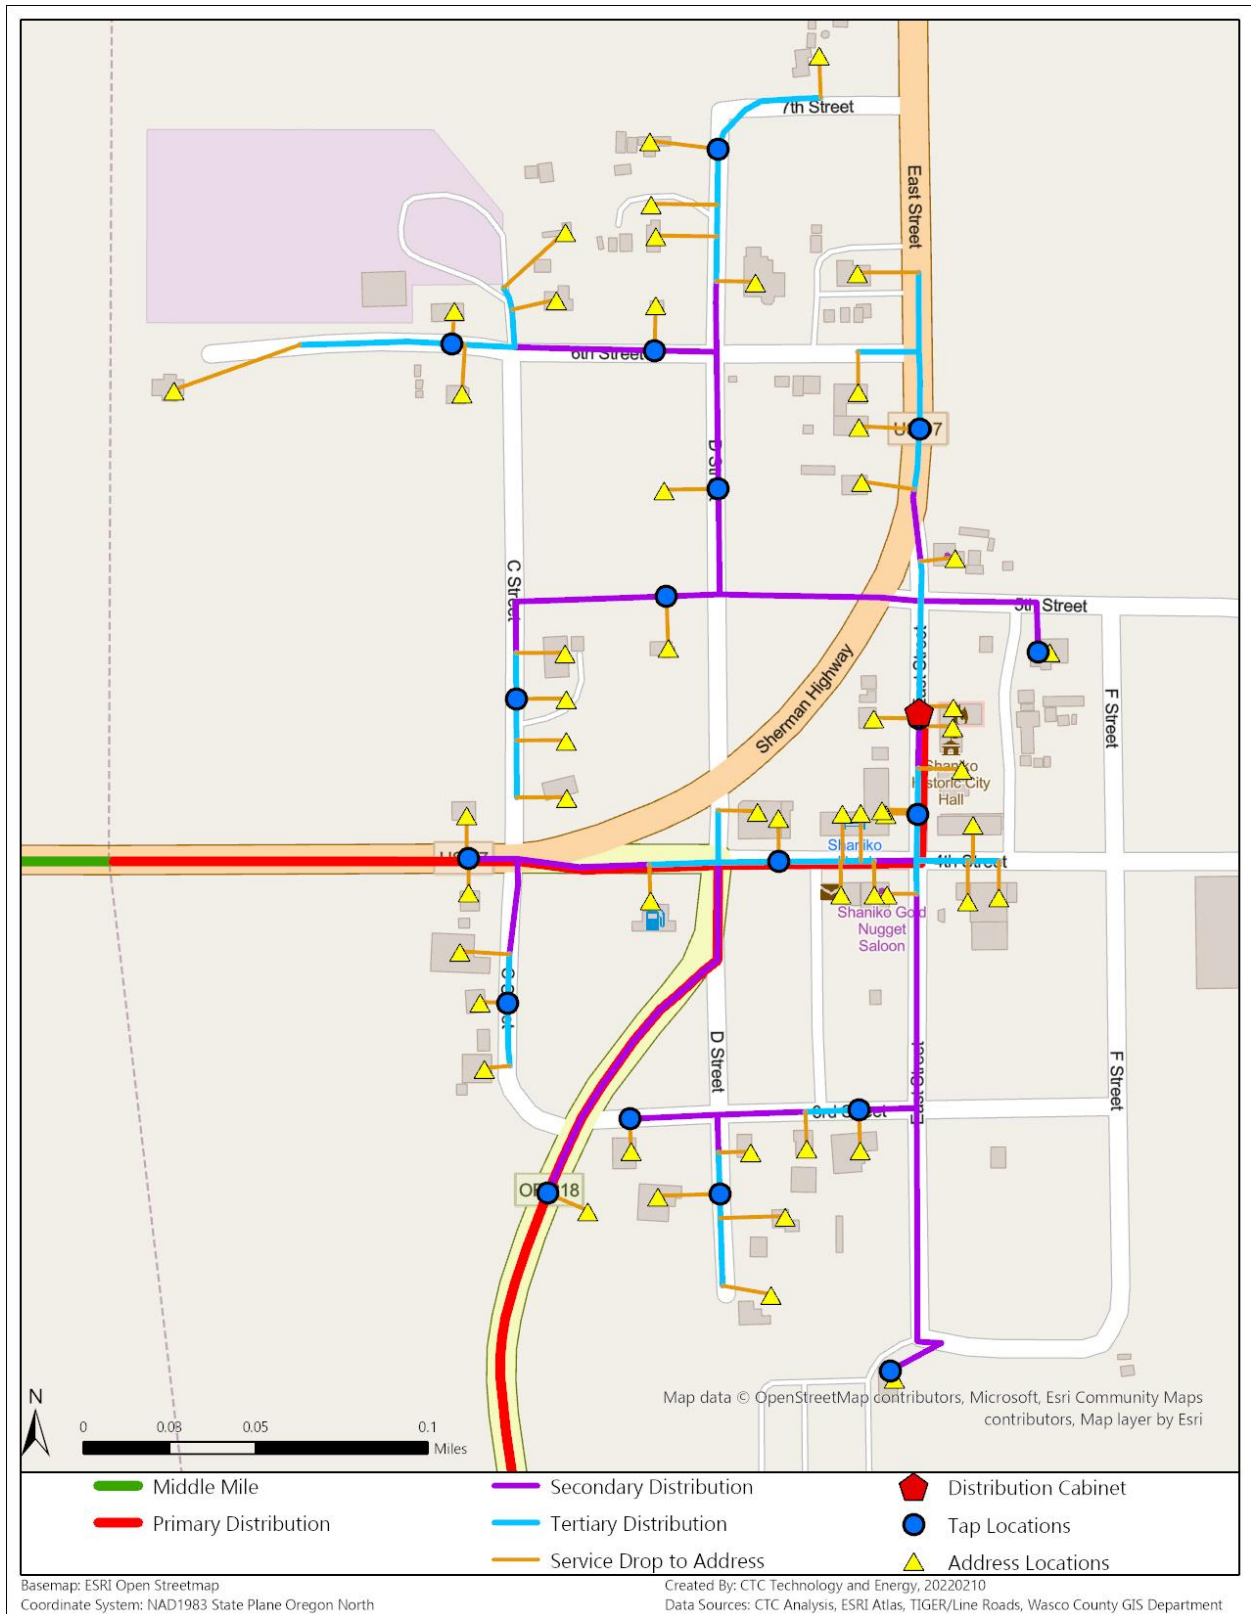 7th Street
East Street
6th Street
D Str
C Street
5th Street
Sherman Highway
F Street
Shaniko
Historic City
Hall
Shaniko
4th Street
Shaniko Gold
Nugget
Saloon
D Street
F Street
3rd Street
Map data © OpenStreetMap contributors, Microsoft, Esri Community Maps
contributors, Map layer by Esri
N
0 0.03 0.05 0.1
Miles
Middle Mile
Primary Distribution
Secondary Distribution
Tertiary Distribution
Service Drop to Address
Distribution Cabinet
Tap Locations
Address Locations
Basemap: ESRI Open Streetmap
Coordinate System: NAD1983 State Plane Oregon North
Created By: CTC Technology and Energy, 20220210
Data Sources: CTC Analysis, ESRI Atlas, TIGER/Line Roads, Wasco County GIS Department